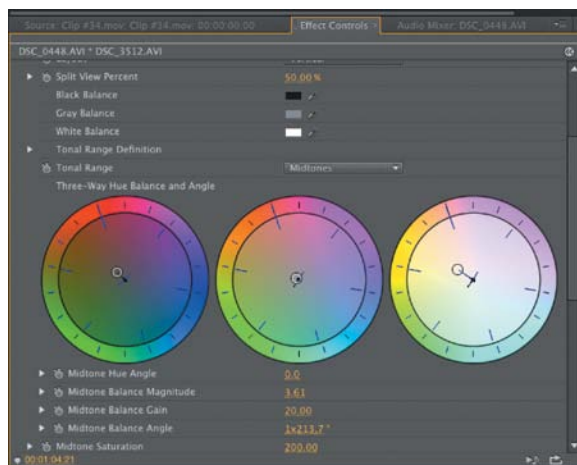 Source: Clip #34.mov: Clip #34.mov: 00:00:00:00 Effect Controls × Audio Mixer: DSC_0448.AVI
DSC_0448.AVI * DSC_3512.AVI
Split View Percent 50.00 %
Black Balance
Gray Balance
White Balance
Tonal Range Definition
Tonal Range Midtones
Three-Way Hue Balance and Angle
Midtone Hue Angle 0.0
Midtone Balance Magnitude 3.61
Midtone Balance Gain 20.00
Midtone Balance Angle 1x213.7 °
Midtone Saturation 200.00
00:01:04:21